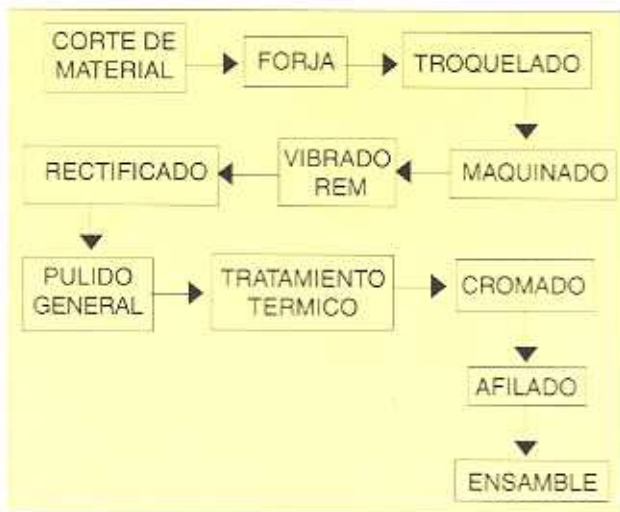 CORTE DE
MATERIAL
FORJA
TROQUELADO
MAQUINADO
VIBRADO
REM
RECTIFICADO
PULIDO
GENERAL
TRATAMIENTO
TERMICO
CROMADO
AFILADO
ENSAMBLE